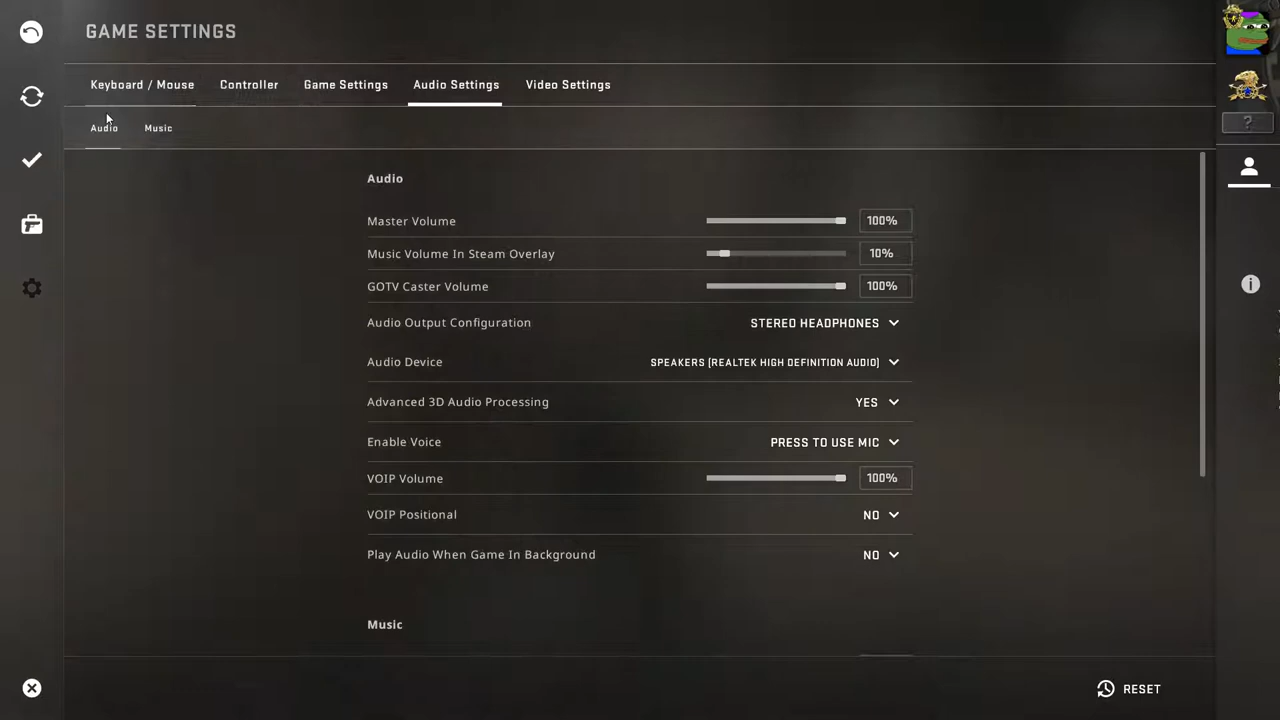 GAME SETTINGS
Keyboard / Mouse Controller Game Settings Audio Settings Video Settings
Audio Music
Audio
Master Volume 100%
Music Volume In Steam Overlay 10%
GOTV Caster Volume 100%
Audio Output Configuration STEREO HEADPHONES
Audio Device SPEAKERS (REALTEK HIGH DEFINITION AUDIO)
Advanced 3D Audio Processing YES
Enable Voice PRESS TO USE MIC
VOIP Volume 100%
VOIP Positional NO
Play Audio When Game In Background NO
Music
RESET
?